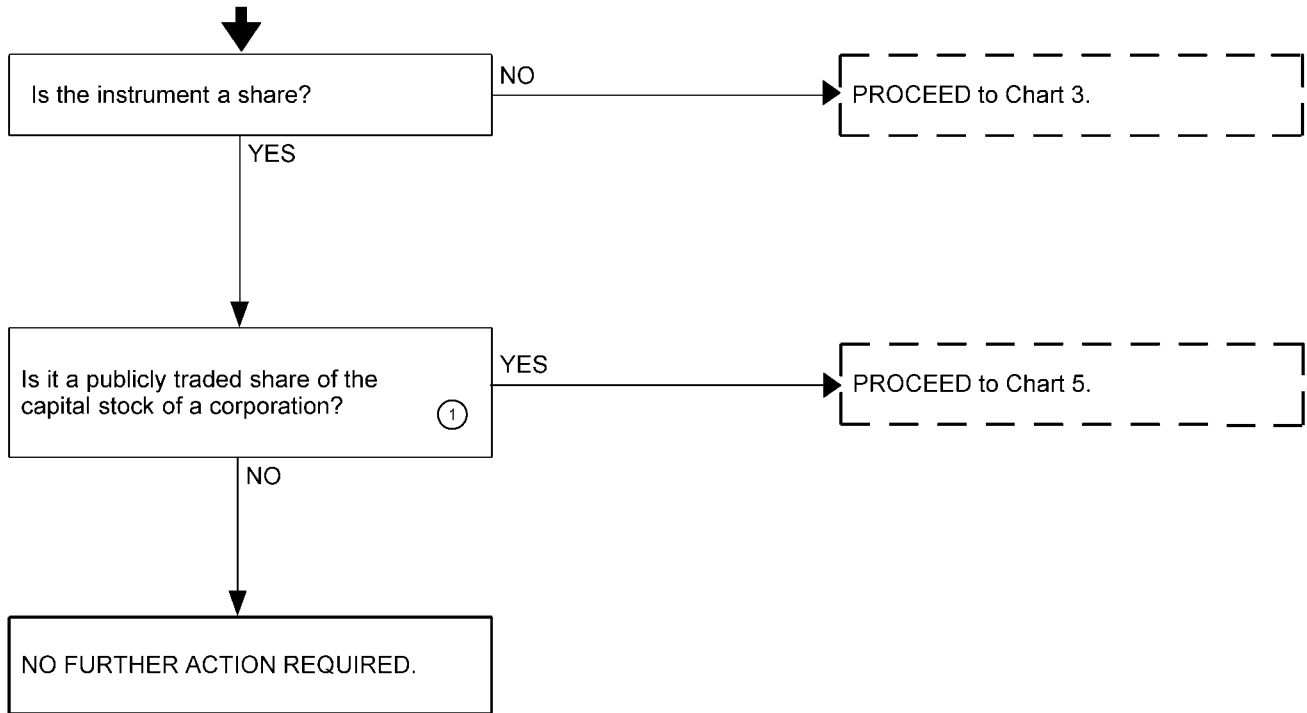 Is the instrument a share?
NO
PROCEED to Chart 3.
YES
Is it a publicly traded share of the
capital stock of a corporation?
1
YES
PROCEED to Chart 5.
NO
NO FURTHER ACTION REQUIRED.